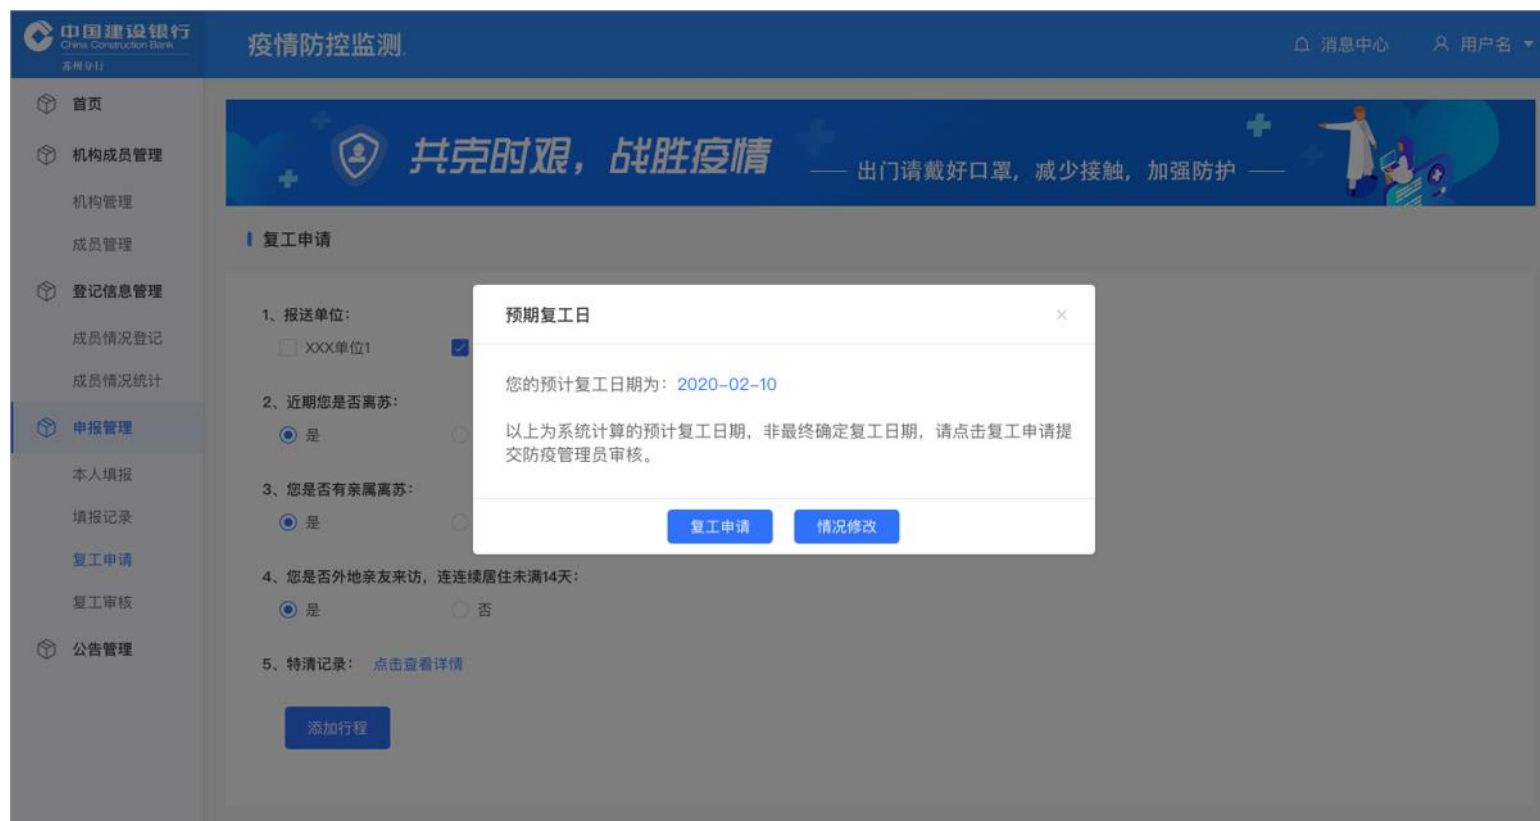 中国建设银行
China Construction Bank
苏州分行
疫情防控监测
消息中心
用户名
首页
机构成员管理
机构管理
成员管理
登记信息管理
成员情况登记
成员情况统计
申报管理
本人填报
填报记录
复工申请
复工审核
公告管理
共克时艰，战胜疫情
—— 出门请戴好口罩，减少接触，加强防护 ——
复工申请
1、报送单位：
XXX单位1
2、近期您是否离苏：
是
3、您是否有亲属离苏：
是
4、您是否外地亲友来访，连连续居住未满14天：
是
否
5、特清记录： 点击查看详情
添加行程
预期复工日
×
您的预计复工日期为：2020-02-10
以上为系统计算的预计复工日期，非最终确定复工日期，请点击复工申请提
交防疫管理员审核。
复工申请
情况修改